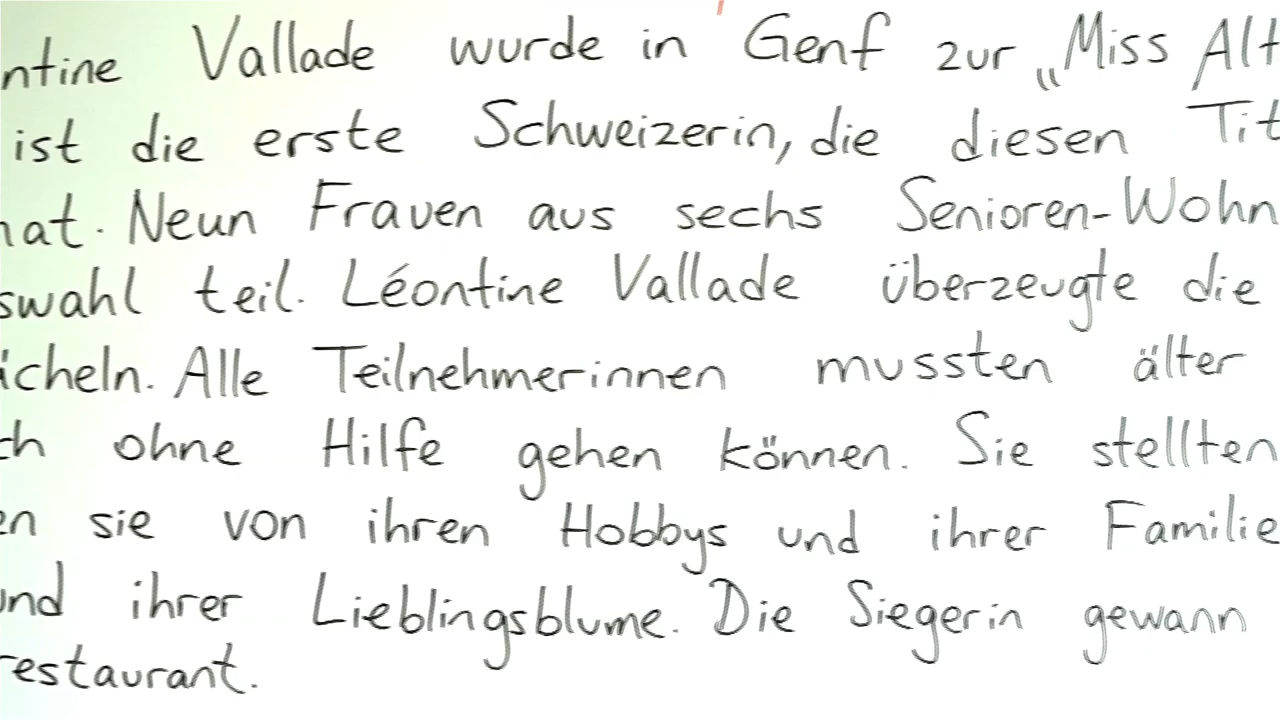 ntine Vallade wurde in Genf zur „Miss Alt
ist die erste Schweizerin, die diesen Tit
hat. Neun Frauen aus sechs Senioren-Wohn
swahl teil. Léontine Vallade überzeugte die
icheln. Alle Teilnehmerinnen mussten älter
ch ohne Hilfe gehen können. Sie stellten
en sie von ihren Hobbys und ihrer Familie
und ihrer Lieblingsblume. Die Siegerin gewann
restaurant.